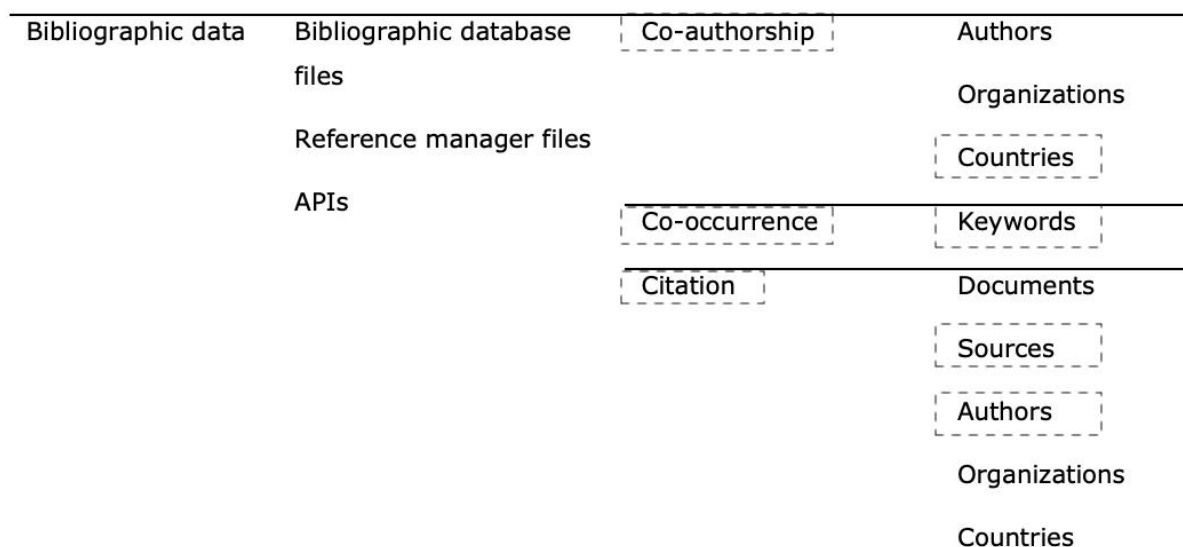 Bibliographic data
Bibliographic database
files
Reference manager files
APIs
Co-authorship
Authors
Organizations
Countries
Co-occurrence
Keywords
Citation
Documents
Sources
Authors
Organizations
Countries